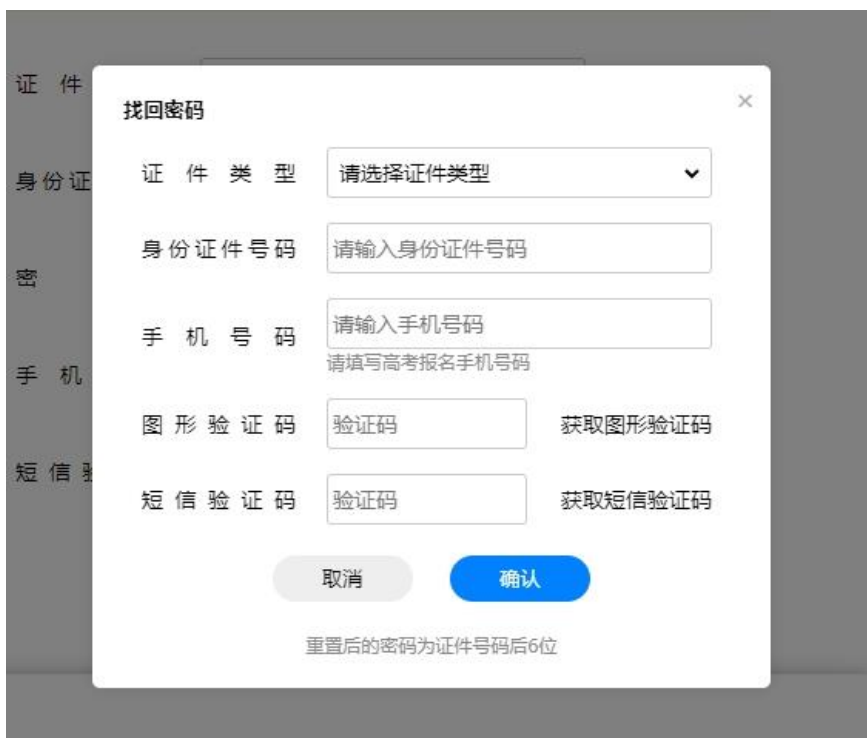 找回密码
×
证件类型 请选择证件类型
身份证件号码 请输入身份证件号码
手机号码 请输入手机号码
请填写高考报名手机号码
图形验证码 验证码 获取图形验证码
短信验证码 验证码 获取短信验证码
取消 确认
重置后的密码为证件号码后6位
证件
身份证
密
手机
短信